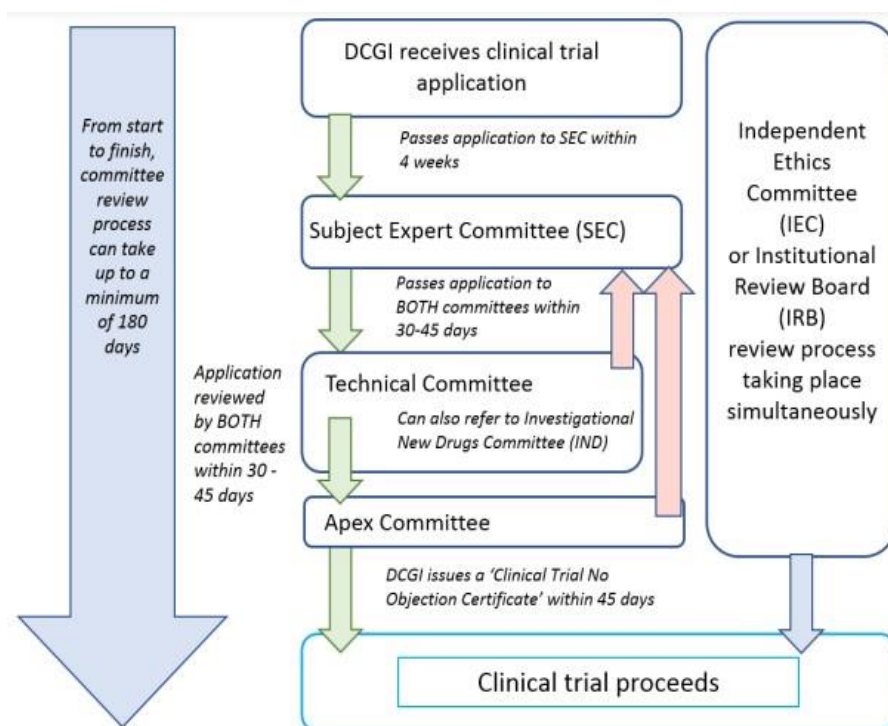 DCGI receives clinical trial
application
From start
to finish,
committee
review
process
can take
up to a
minimum
of 180
days
Passes application to SEC within
4 weeks
Subject Expert Committee (SEC)
Passes application to
BOTH committees within
30-45 days
Application
reviewed
by BOTH
committees
within 30 -
45 days
Technical Committee
Can also refer to Investigational
New Drugs Committee (IND)
Apex Committee
DCGI issues a ‘Clinical Trial No
Objection Certificate’ within 45 days
Independent
Ethics
Committee
(IEC)
or Institutional
Review Board
(IRB)
review process
taking place
simultaneously
Clinical trial proceeds